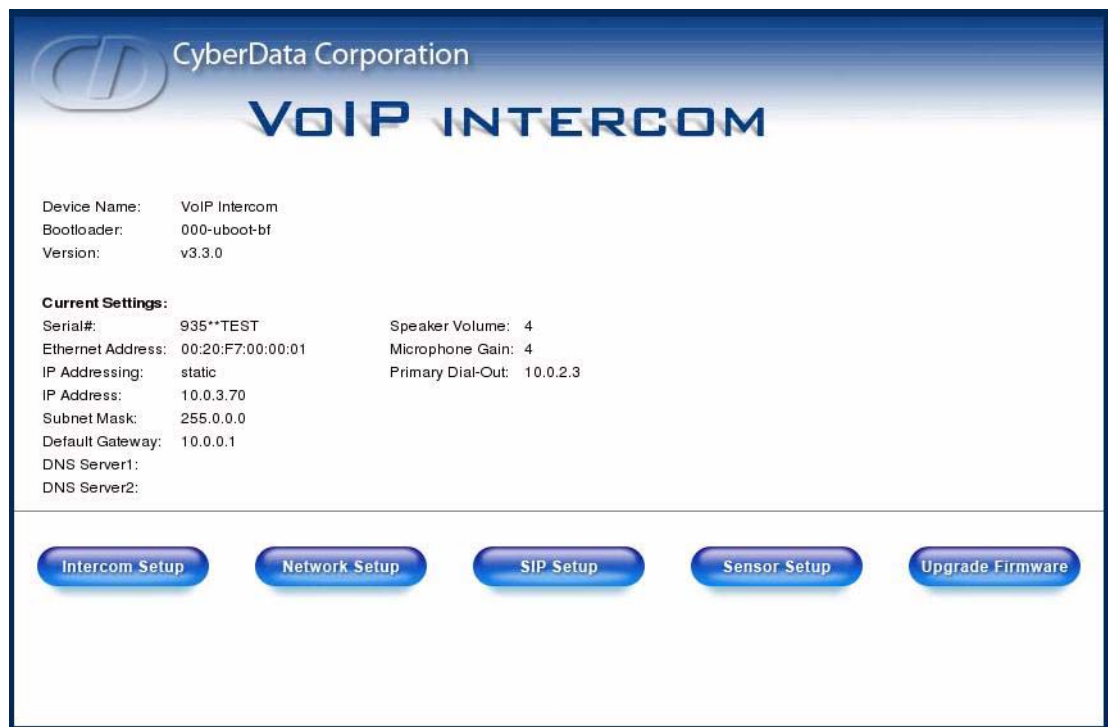 CyberData Corporation
VoIP INTERCOM
Device Name: VoIP Intercom
Bootloader: 000-uboot-bf
Version: v3.3.0
Current Settings:
Serial#: 935**TEST Speaker Volume: 4
Ethernet Address: 00:20:F7:00:00:01 Microphone Gain: 4
IP Addressing: static Primary Dial-Out: 10.0.2.3
IP Address: 10.0.3.70
Subnet Mask: 255.0.0.0
Default Gateway: 10.0.0.1
DNS Server1:
DNS Server2:
Intercom Setup Network Setup SIP Setup Sensor Setup Upgrade Firmware